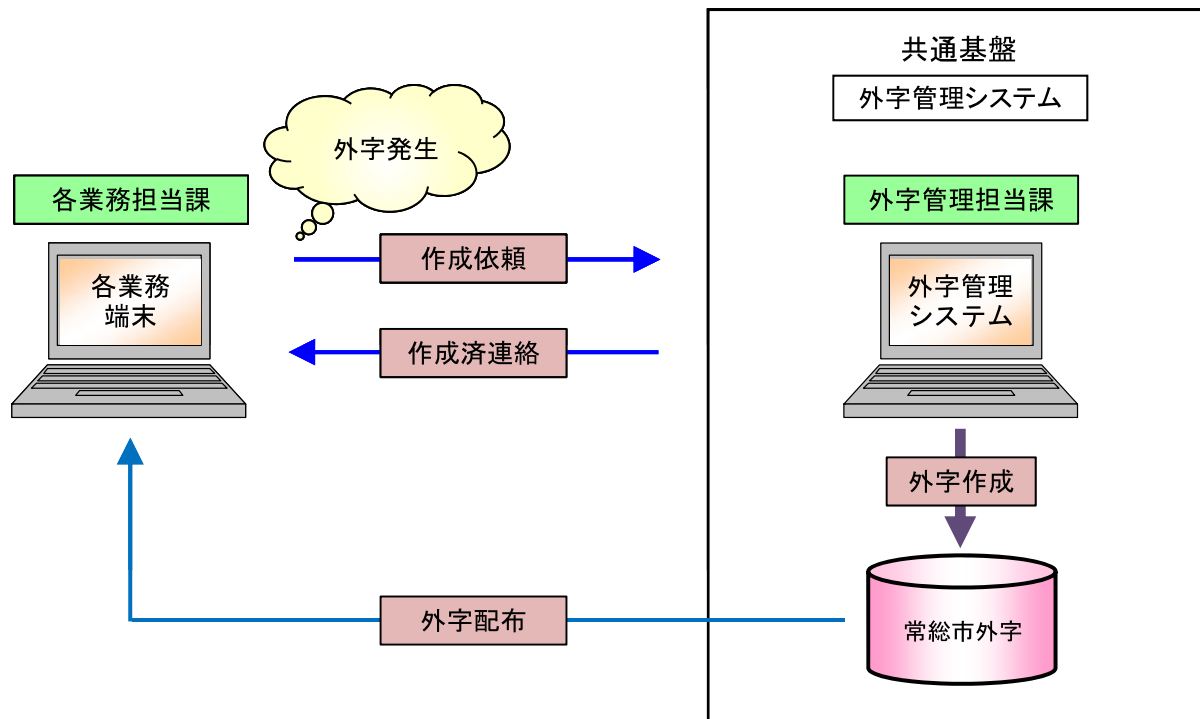 共通基盤
外字管理システム
外字発生
各業務担当課
外字管理担当課
作成依頼
各業務
端末
外字管理
システム
作成済連絡
外字作成
外字配布
常総市外字